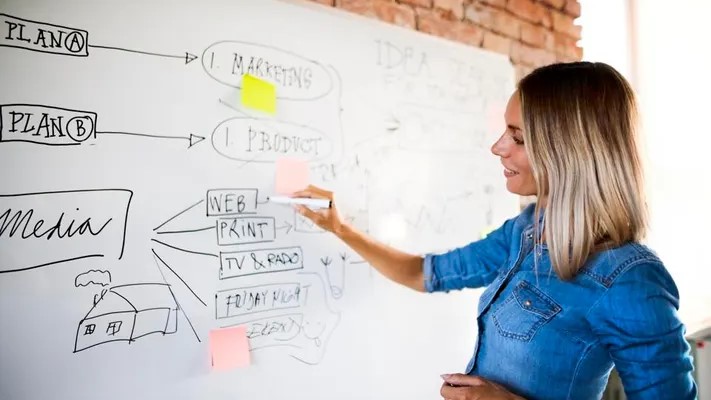 PLAN A
1. MARKETING
PLAN B
1. PRODUCT
IDEA
Media
WEB
PRINT
TV & RADIO
FRIDAY NIGHT